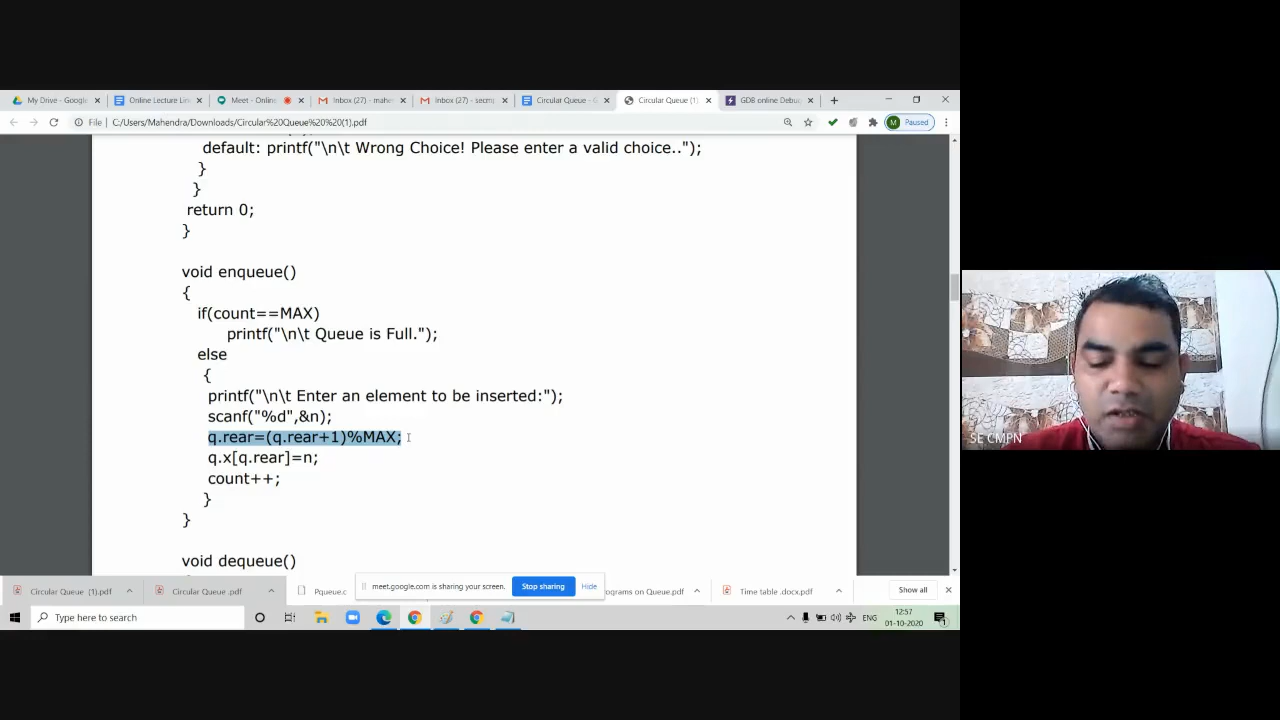 My Drive - Google
Online Lecture Lin
Meet - Online
Inbox (27) - mahe
Inbox (27) - secmp
Circular Queue - G
Circular Queue (1)
GDB online Debu
File
C:/Users/Mahendra/Downloads/Circular%20Queue%20%20(1).pdf
M Paused
default: printf("\n\t Wrong Choice! Please enter a valid choice..");
}
}
return 0;
}
void enqueue()
{
if(count==MAX)
printf("\n\t Queue is Full.");
else
{
printf("\n\t Enter an element to be inserted:");
scanf("%d",&n);
q.rear=(q.rear+1)%MAX;
q.x[q.rear]=n;
count++;
}
}
void dequeue()
SE CMPN
Circular Queue (1).pdf
Circular Queue .pdf
Pqueue.c
meet.google.com is sharing your screen.
Stop sharing
Hide
ograms on Queue.pdf
Time table .docx.pdf
Show all
Type here to search
ENG
12:57
01-10-2020